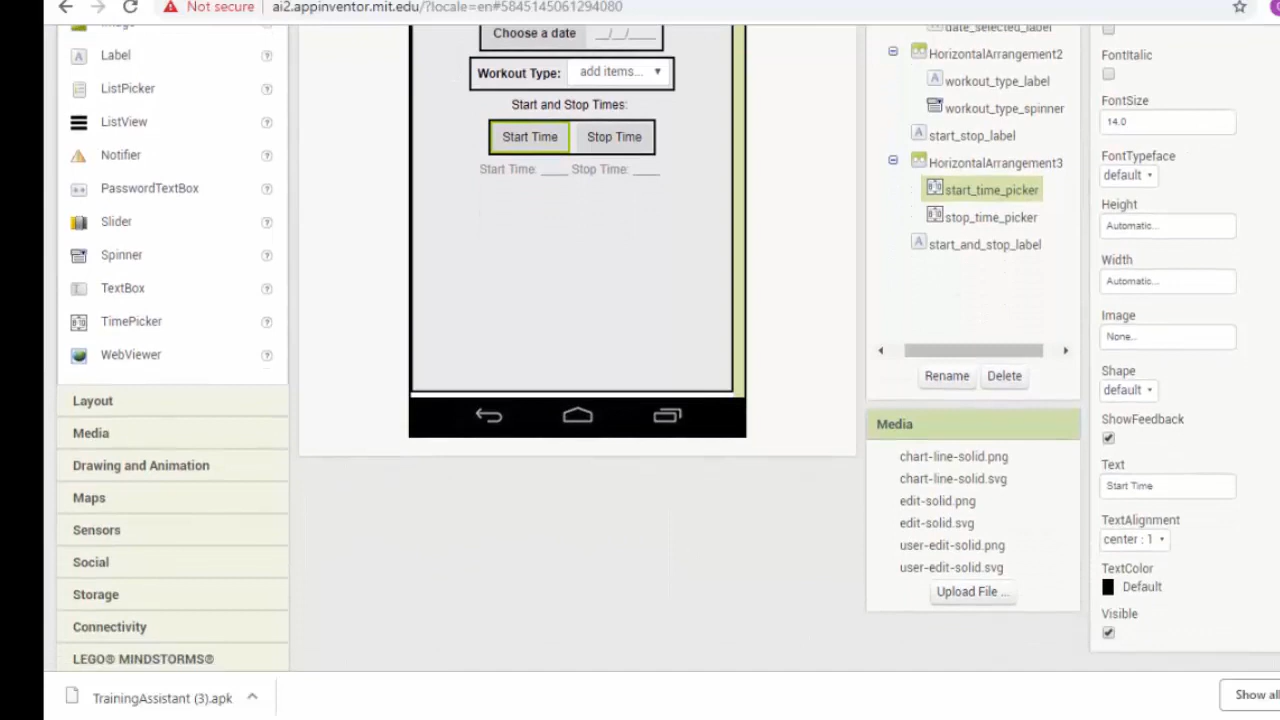 Not secure
ai2.appinventor.mit.edu/?locale=en#5845145061294080
Label
ListPicker
ListView
Notifier
PasswordTextBox
Slider
Spinner
TextBox
TimePicker
WebViewer
Layout
Media
Drawing and Animation
Maps
Sensors
Social
Storage
Connectivity
LEGO® MINDSTORMS®
Choose a date __/__/____
Workout Type: add items...
Start and Stop Times:
Start Time Stop Time
Start Time: ____ Stop Time: ____
date_selected_label
HorizontalArrangement2
workout_type_label
workout_type_spinner
start_stop_label
HorizontalArrangement3
start_time_picker
stop_time_picker
start_and_stop_label
Rename Delete
Media
chart-line-solid.png
chart-line-solid.svg
edit-solid.png
edit-solid.svg
user-edit-solid.png
user-edit-solid.svg
Upload File ...
FontItalic
FontSize
14.0
FontTypeface
default
Height
Automatic...
Width
Automatic...
Image
None...
Shape
default
ShowFeedback
Text
Start Time
TextAlignment
center : 1
TextColor
Default
Visible
TrainingAssistant (3).apk
Show all